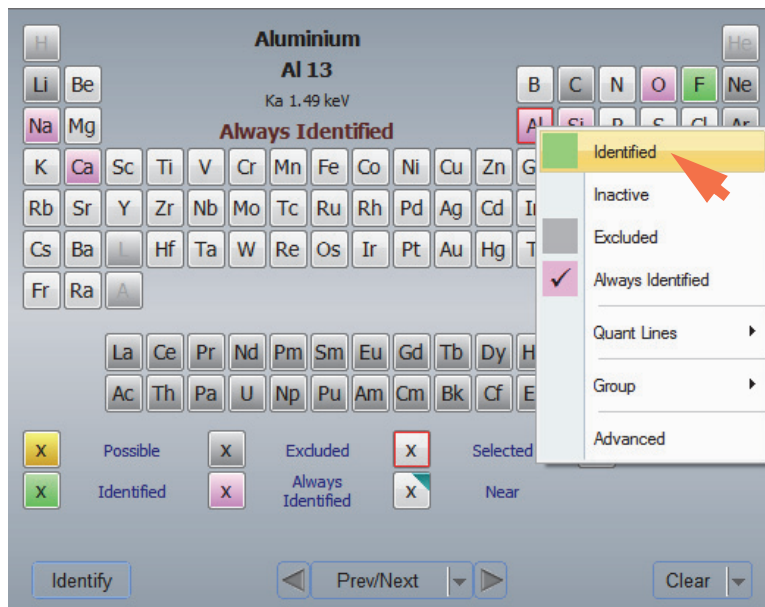 H Aluminium He
Al 13
Li Be B C N O F Ne
Ka 1.49 keV
Na Mg Always Identified Al Si P S Cl Ar
K Ca Sc Ti V Cr Mn Fe Co Ni Cu Zn
Rb Sr Y Zr Nb Mo Tc Ru Rh Pd Ag Cd
Cs Ba L Hf Ta W Re Os Ir Pt Au Hg
Fr Ra A
Identified
Inactive
Excluded
Always Identified
Quant Lines
Group
Advanced
La Ce Pr Nd Pm Sm Eu Gd Tb Dy
Ac Th Pa U Np Pu Am Cm Bk Cf
X Possible X Excluded X Selected
X Identified X Always Identified X Near
Identify Prev/Next Clear